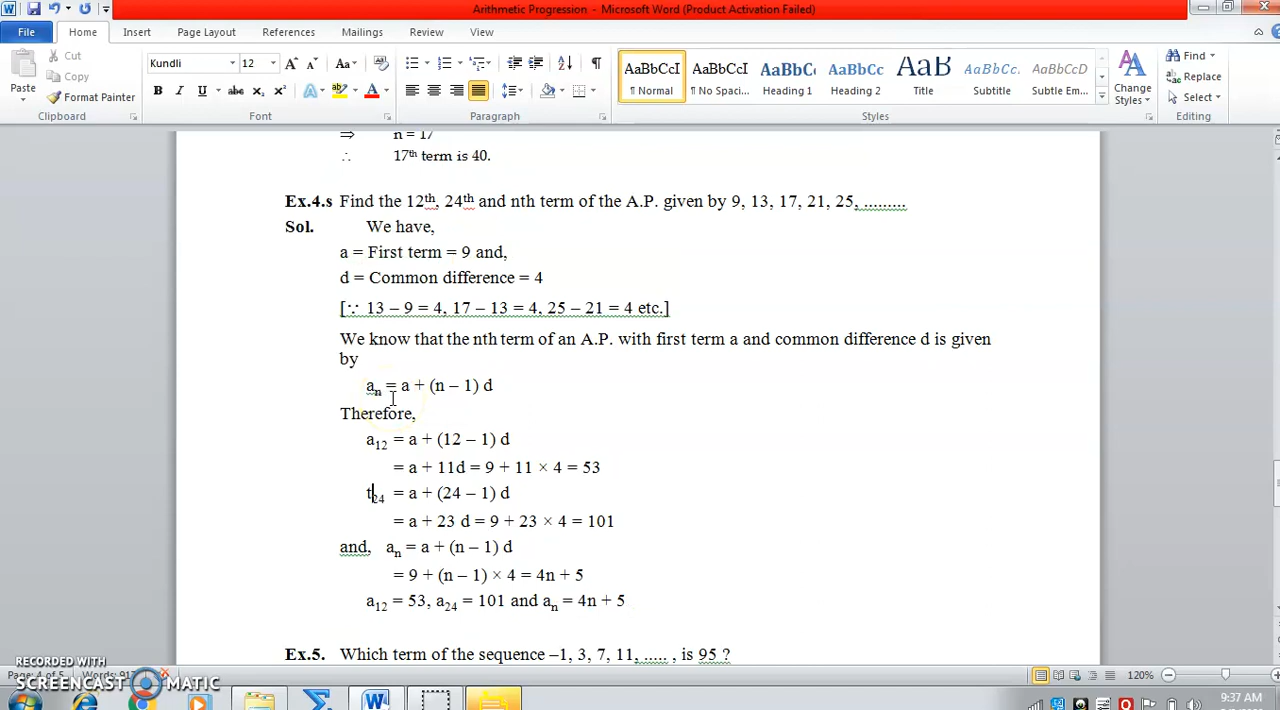 Arithmetic Progression - Microsoft Word (Product Activation Failed)
File Home Insert Page Layout References Mailings Review View
Paste
Cut
Copy
Format Painter
Clipboard
Kundli 12
Font
Paragraph
AaBbCcI AaBbCcI AaBbC AaBbCc AaB AaBbCc. AaBbCcI
¶ Normal ¶ No Spaci... Heading 1 Heading 2 Title Subtitle Subtle Em...
Change Styles
Styles
Find
Replace
Select
Editing
⇒ n = 17
∴ 17th term is 40.
Ex.4.s Find the 12th, 24th and nth term of the A.P. given by 9, 13, 17, 21, 25, .........
Sol. We have,
a = First term = 9 and,
d = Common difference = 4
[∵ 13 – 9 = 4, 17 – 13 = 4, 25 – 21 = 4 etc.]
We know that the nth term of an A.P. with first term a and common difference d is given
by
aₙ = a + (n – 1) d
Therefore,
a₁₂ = a + (12 – 1) d
= a + 11d = 9 + 11 × 4 = 53
t₂₄ = a + (24 – 1) d
= a + 23 d = 9 + 23 × 4 = 101
and, aₙ = a + (n – 1) d
= 9 + (n – 1) × 4 = 4n + 5
a₁₂ = 53, a₂₄ = 101 and aₙ = 4n + 5
Ex.5. Which term of the sequence –1, 3, 7, 11, ..... , is 95 ?
RECORDED WITH
SCREENCAST MATIC
Page: 4 of 5 Words: 917
120%
9:37 AM